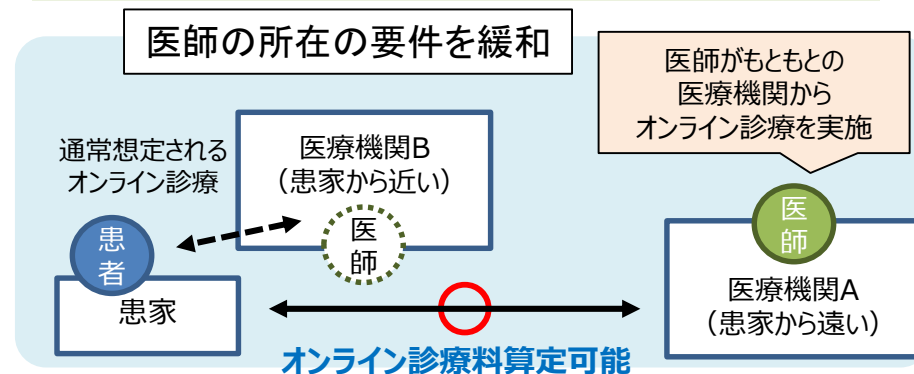 医師の所在の要件を緩和
医師がもともとの
医療機関から
オンライン診療を実施
通常想定される
オンライン診療
医療機関B
（患家から近い）
医
師
患
者
患家
医
師
医療機関A
（患家から遠い）
オンライン診療料算定可能